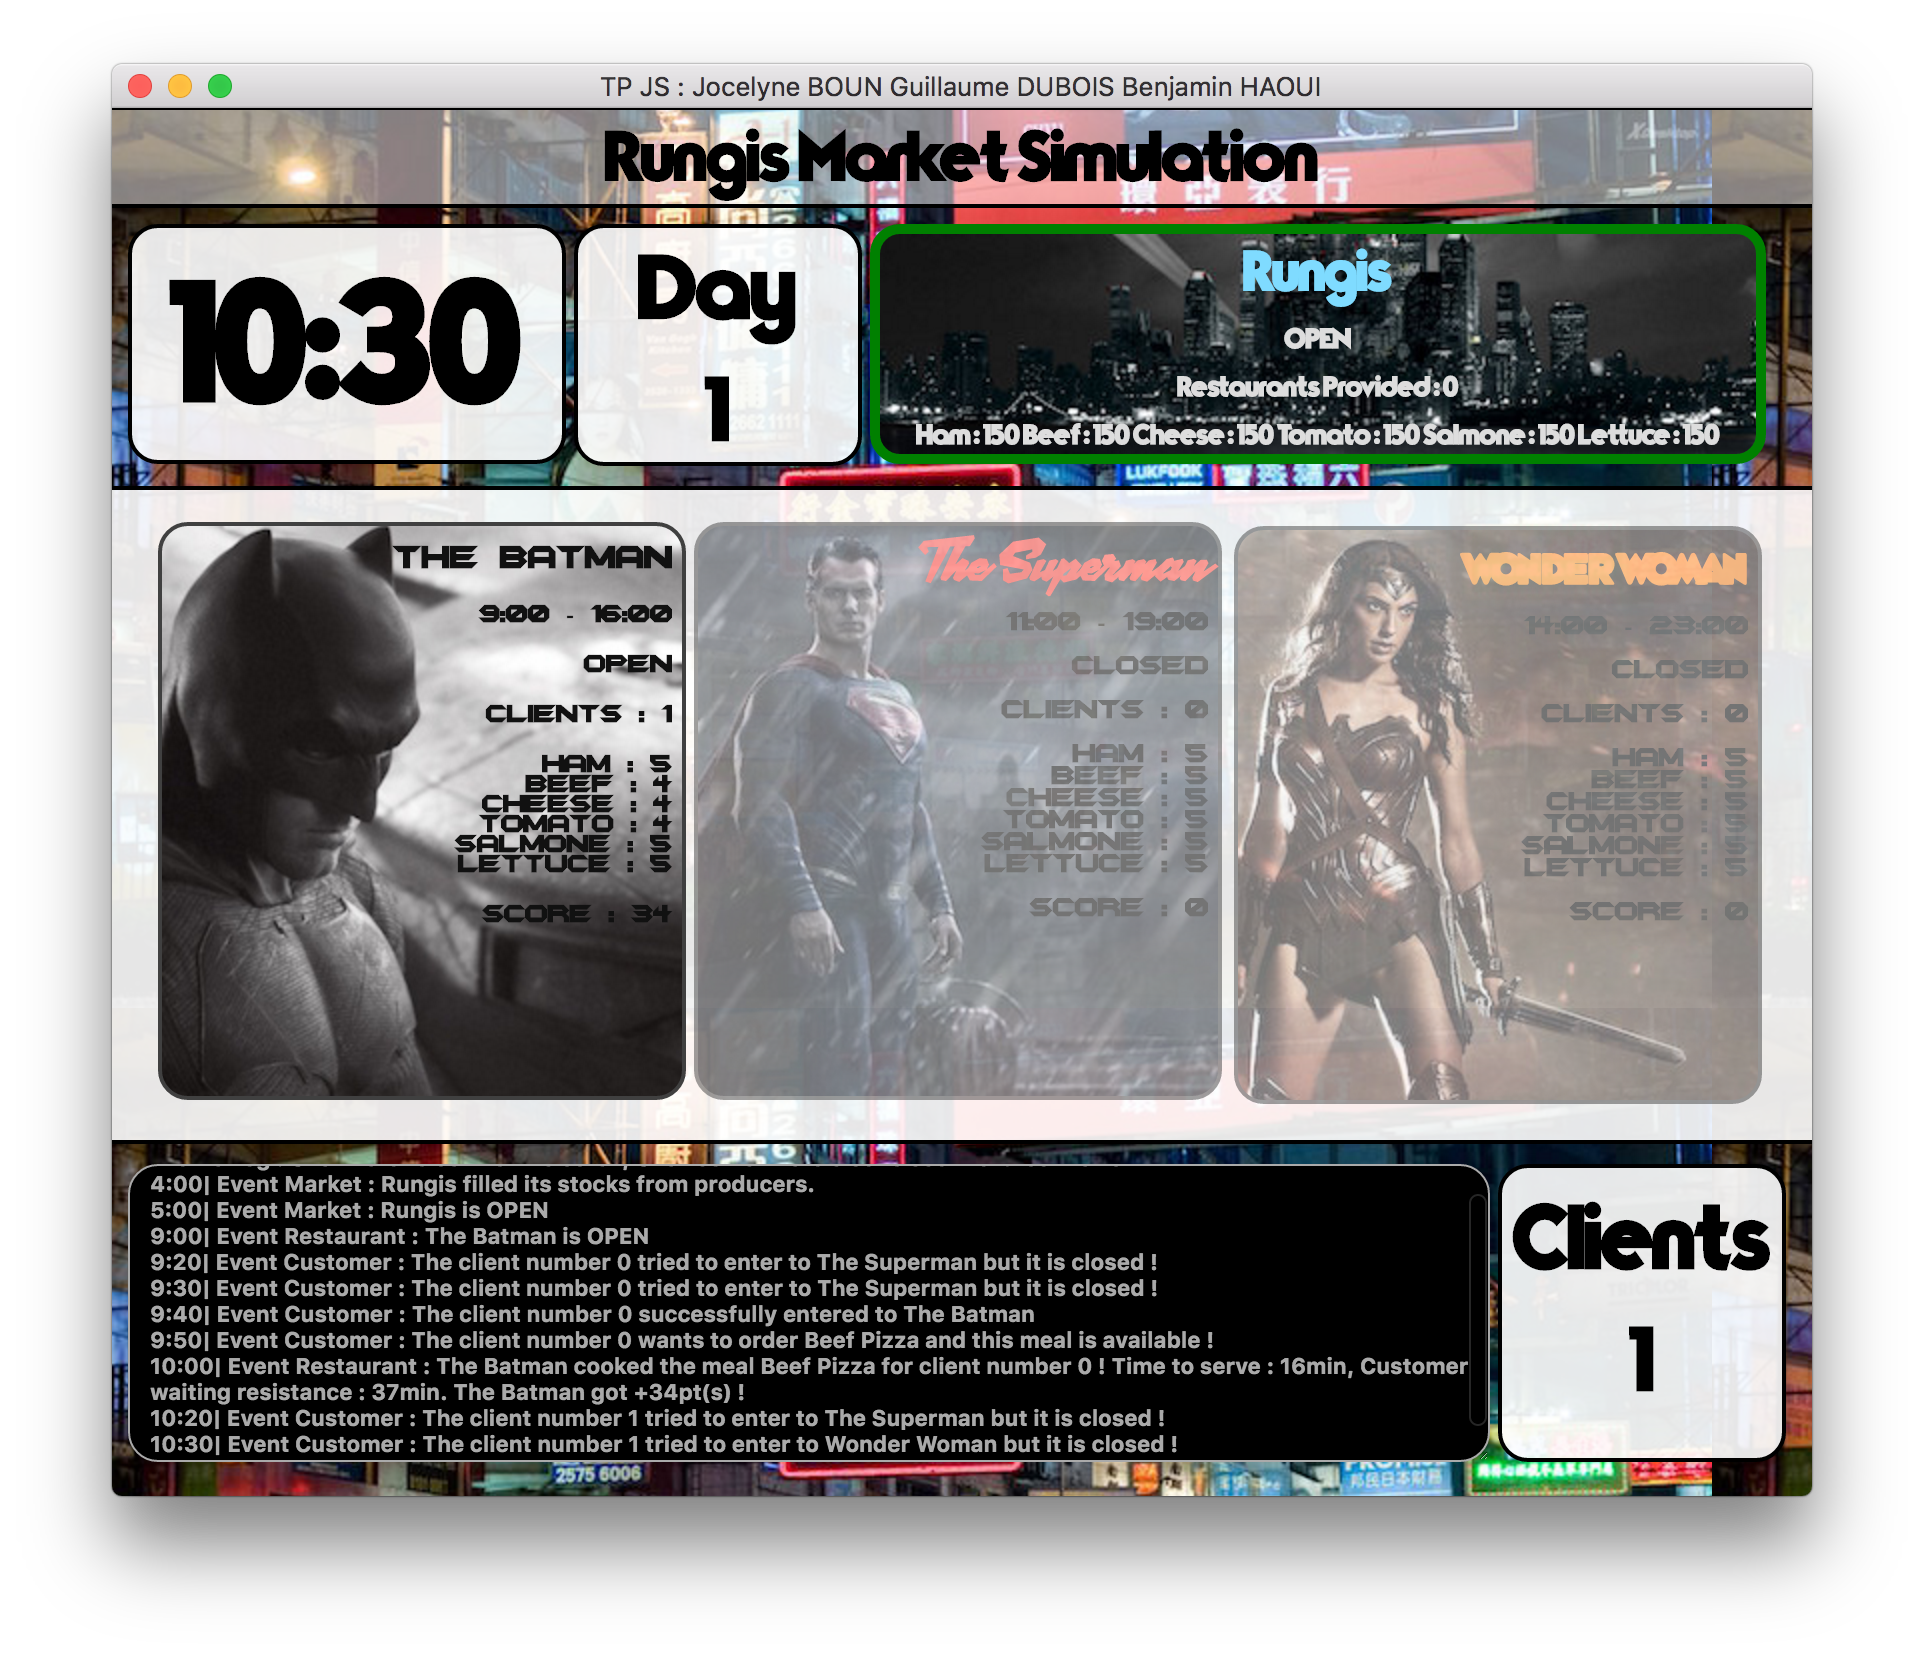 TP JS : Jocelyne BOUN Guillaume DUBOIS Benjamin HAOUI
Rungis Market Simulation
環 亞 表 行
10:30
Day
1
Rungis
OPEN
Restaurants Provided : 0
Ham : 150 Beef : 150 Cheese : 150 Tomato : 150 Salmone : 150 Lettuce : 150
LUKFOOK
THE BATMAN
9:00 - 16:00
OPEN
CLIENTS : 1
HAM : 5
BEEF : 4
CHEESE : 4
TOMATO : 4
SALMONE : 5
LETTUCE : 5
SCORE : 34
The Superman
11:00 - 19:00
CLOSED
CLIENTS : 0
HAM : 5
BEEF : 5
CHEESE : 5
TOMATO : 5
SALMONE : 5
LETTUCE : 5
SCORE : 0
WONDER WOMAN
14:00 - 23:00
CLOSED
CLIENTS : 0
HAM : 5
BEEF : 5
CHEESE : 5
TOMATO : 5
SALMONE : 5
LETTUCE : 5
SCORE : 0
4:00| Event Market : Rungis filled its stocks from producers.
5:00| Event Market : Rungis is OPEN
9:00| Event Restaurant : The Batman is OPEN
9:20| Event Customer : The client number 0 tried to enter to The Superman but it is closed !
9:30| Event Customer : The client number 0 tried to enter to The Superman but it is closed !
9:40| Event Customer : The client number 0 successfully entered to The Batman
9:50| Event Customer : The client number 0 wants to order Beef Pizza and this meal is available !
10:00| Event Restaurant : The Batman cooked the meal Beef Pizza for client number 0 ! Time to serve : 16min, Customer
waiting resistance : 37min. The Batman got +34pt(s) !
10:20| Event Customer : The client number 1 tried to enter to The Superman but it is closed !
10:30| Event Customer : The client number 1 tried to enter to Wonder Woman but it is closed !
Clients
1
2575 6006